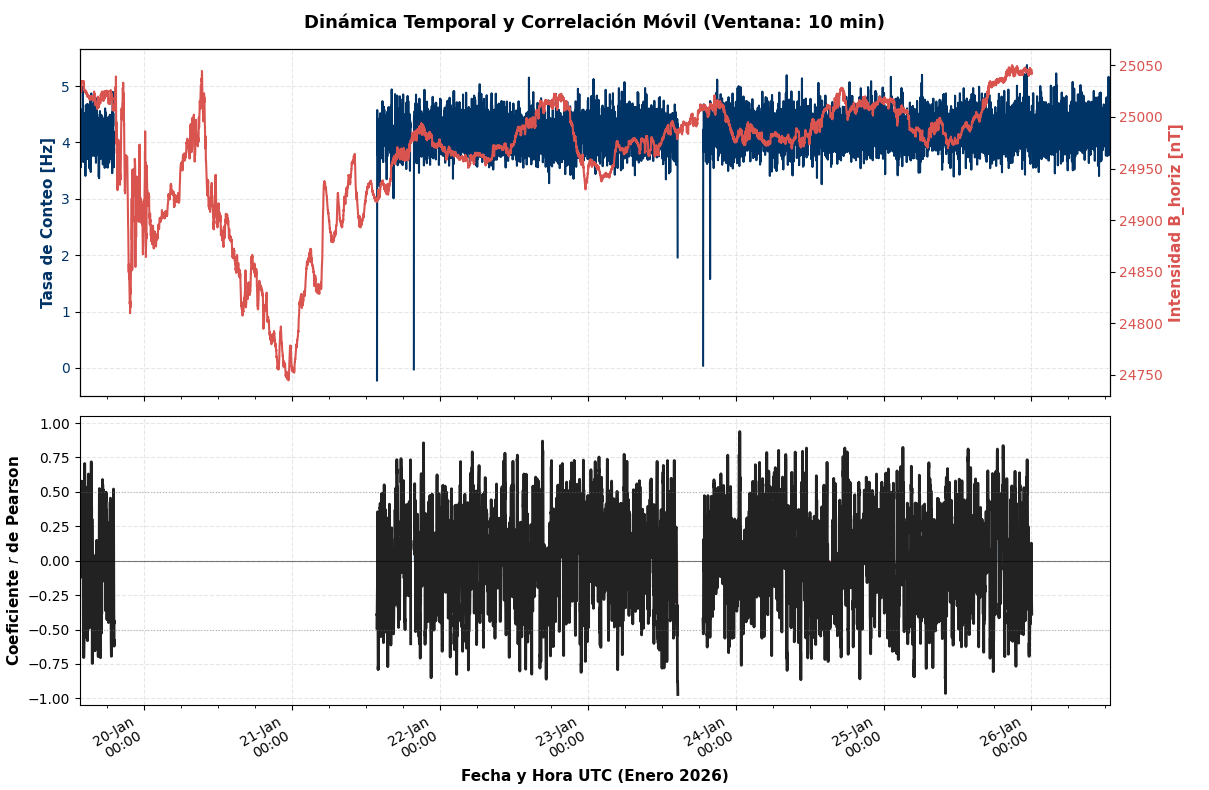 Dinámica Temporal y Correlación Móvil (Ventana: 10 min)
Tasa de Conteo [Hz]
5
4
3
2
1
0
25050
25000
24950
24900
24850
24800
24750
Intensidad B_horiz [nT]
Coeficiente r de Pearson
1.00
0.75
0.50
0.25
0.00
−0.25
−0.50
−0.75
−1.00
20-Jan
00:00
21-Jan
00:00
22-Jan
00:00
23-Jan
00:00
24-Jan
00:00
25-Jan
00:00
26-Jan
00:00
Fecha y Hora UTC (Enero 2026)